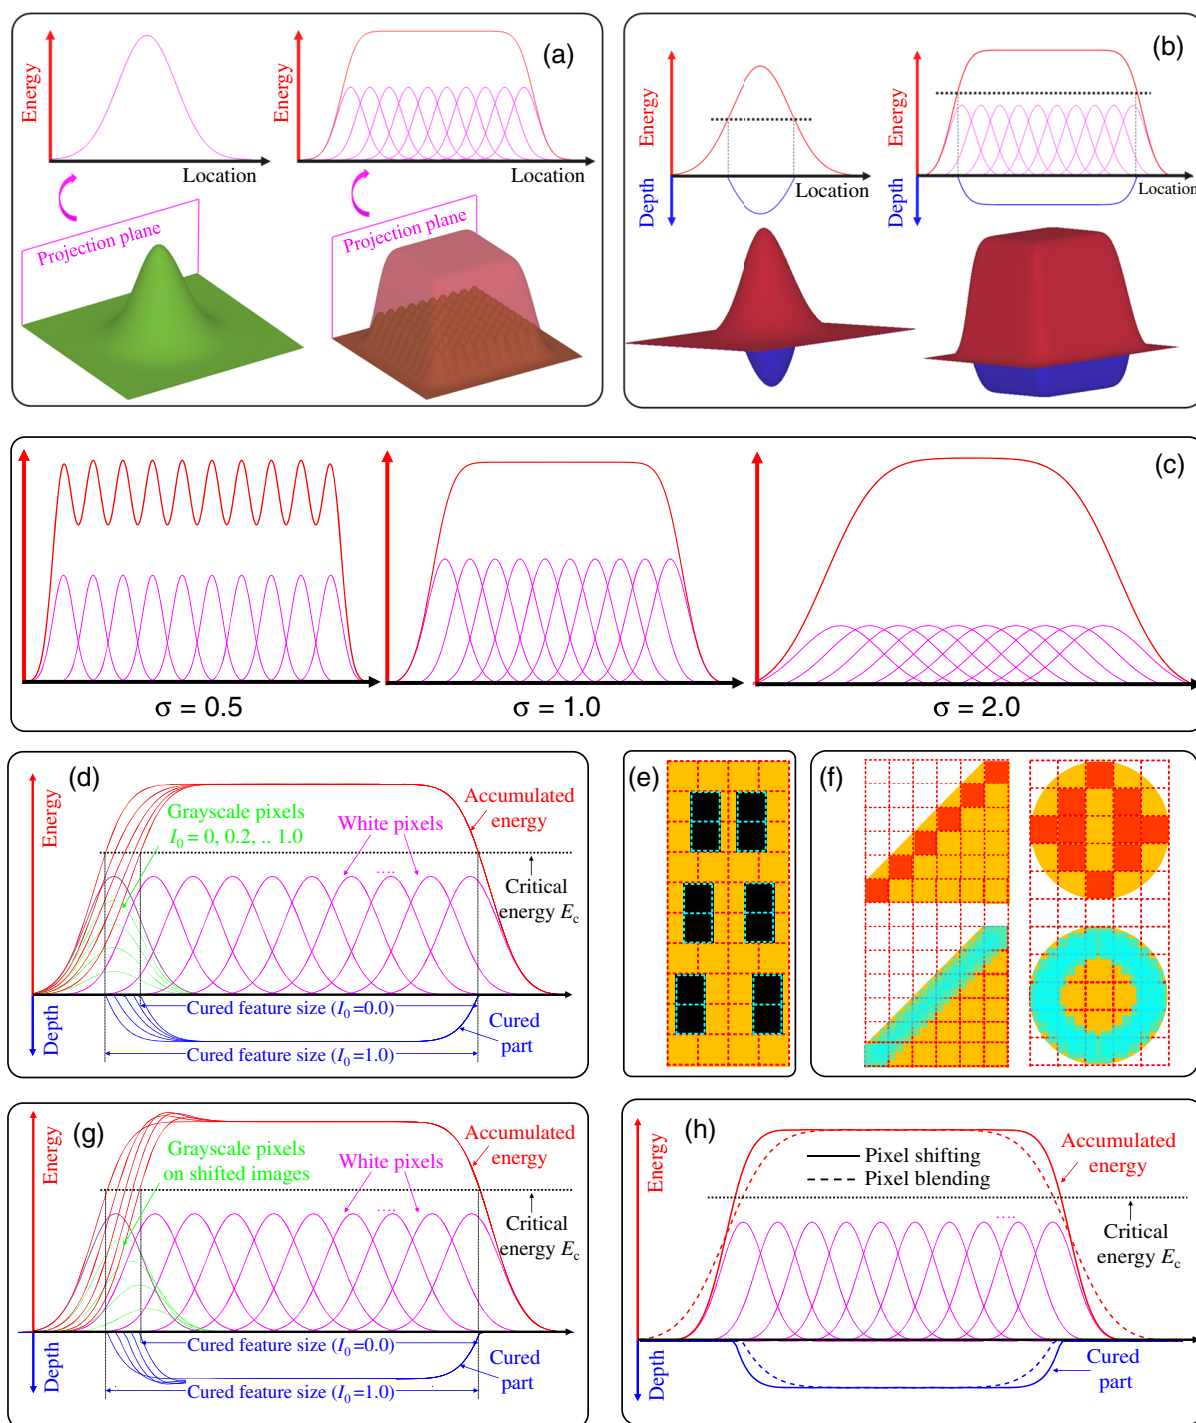 (a)
Energy
Location
Energy
Location
Projection plane
Projection plane
(b)
Energy
Depth
Location
Energy
Depth
Location
(c)
σ = 0.5
σ = 1.0
σ = 2.0
(d)
Energy
Depth
Grayscale pixels
I₀ = 0, 0.2, .. 1.0
White pixels
....
Accumulated
energy
Critical
energy E_c
Cured feature size (I₀=0.0)
Cured feature size (I₀=1.0)
Cured
part
(e)
(f)
(g)
Energy
Depth
Grayscale pixels
on shifted images
White pixels
....
Accumulated
energy
Critical
energy E_c
Cured feature size (I₀=0.0)
Cured feature size (I₀=1.0)
Cured
part
(h)
Energy
Depth
Pixel shifting
Pixel blending
Accumulated
energy
....
Critical
energy E_c
Cured
part